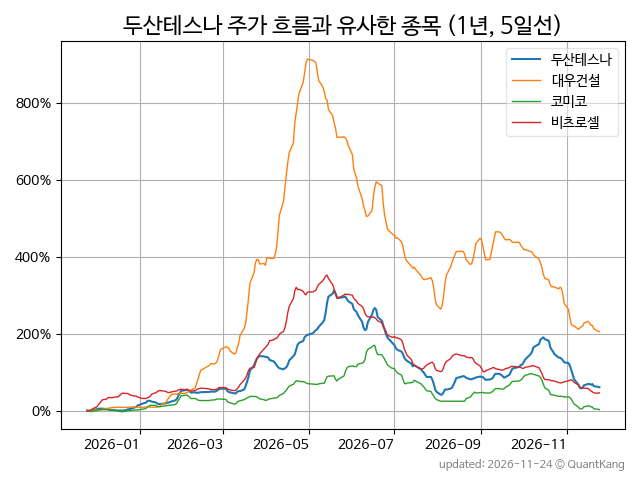 두산테스나 주가 흐름과 유사한 종목 (1년, 5일선)
두산테스나
대우건설
코미코
비츠로셀
800%
600%
400%
200%
0%
2026-01 2026-03 2026-05 2026-07 2026-09 2026-11
updated: 2026-11-24 © QuantKang